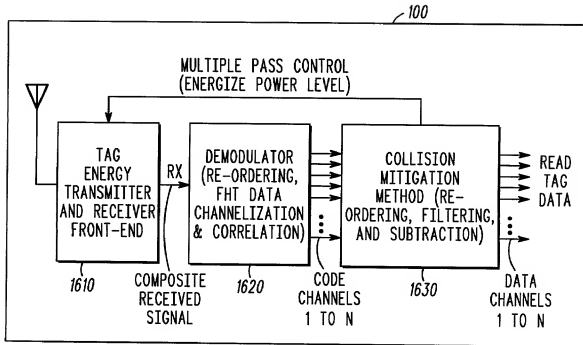 100
MULTIPLE PASS CONTROL
(ENERGIZE POWER LEVEL)
TAG
ENERGY
TRANSMITTER
AND RECEIVER
FRONT-END
RX
DEMODULATOR
(RE-ORDERING,
FHT DATA
CHANNELIZATION
& CORRELATION)
COLLISION
MITIGATION
METHOD (RE-
ORDERING, FILTERING,
AND SUBTRACTION)
READ
TAG
DATA
1610
COMPOSITE
RECEIVED
SIGNAL
1620
CODE
CHANNELS
1 TO N
1630
DATA
CHANNELS
1 TO N